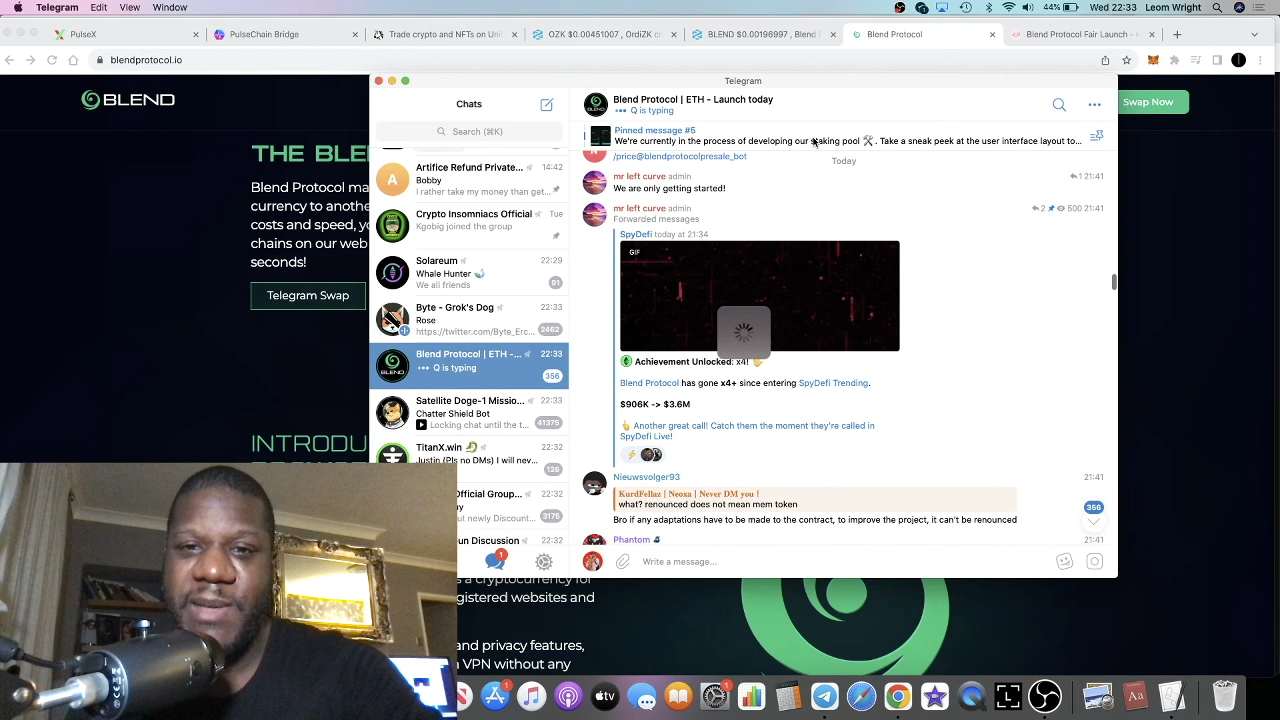 Telegram Edit View Window
44% Wed 22:33 Leom Wright
PulseX
PulseChain Bridge
Trade crypto and NFTs on Uni
OZK $0.00451007 , OrdiZK c
BLEND $0.00196997 , Blend
Blend Protocol
Blend Protocol Fair Launch -
blendprotocol.io
BLEND
Swap Now
THE BLE
Blend Protocol ma
currency to anothe
costs and speed, y
chains on our web
seconds!
Telegram Swap
INTRODU
Telegram
Chats
Search (⌘K)
Artifice Refund Private...
14:42
Bobby
I rather take my money than get...
Crypto Insomniacs Official
Tue
Kgobig joined the group
Solareum
22:29
Whale Hunter
We all friends
91
Byte - Grok's Dog
22:33
Rose
https://twitter.com/Byte_Erc...
2462
Blend Protocol | ETH -...
22:33
Q is typing
356
Satellite Doge-1 Missio...
22:33
Chatter Shield Bot
Locking chat until the t...
41375
TitanX.win
22:32
Justin (Pls no DMs) I will nev...
126
fficial Group...
22:32
ut newly Discount...
3175
un Discussion
22:32
1
Blend Protocol | ETH - Launch today
Q is typing
Pinned message #5
We're currently in the process of developing our staking pool 🛠. Take a sneak peek at the user interface layout to...
/price@blendprotocolpresale_bot
Today
mr left curve admin
1 21:41
We are only getting started!
mr left curve admin
2 500 21:41
Forwarded messages
SpyDefi today at 21:34
GIF
Achievement Unlocked: x4!
Blend Protocol has gone x4+ since entering SpyDefi Trending.
$906K -> $3.6M
👆 Another great call! Catch them the moment they're called in
SpyDefi Live!
Nieuwsvolger93
21:41
KurdFellaz | Neoxa | Never DM you !
what? renounced does not mean mem token
Bro if any adaptations have to be made to the contract, to improve the project, it can't be renounced
356
Phantom
21:41
Write a message...
s a cryptocurrency for
gistered websites and
and privacy features,
VPN without any